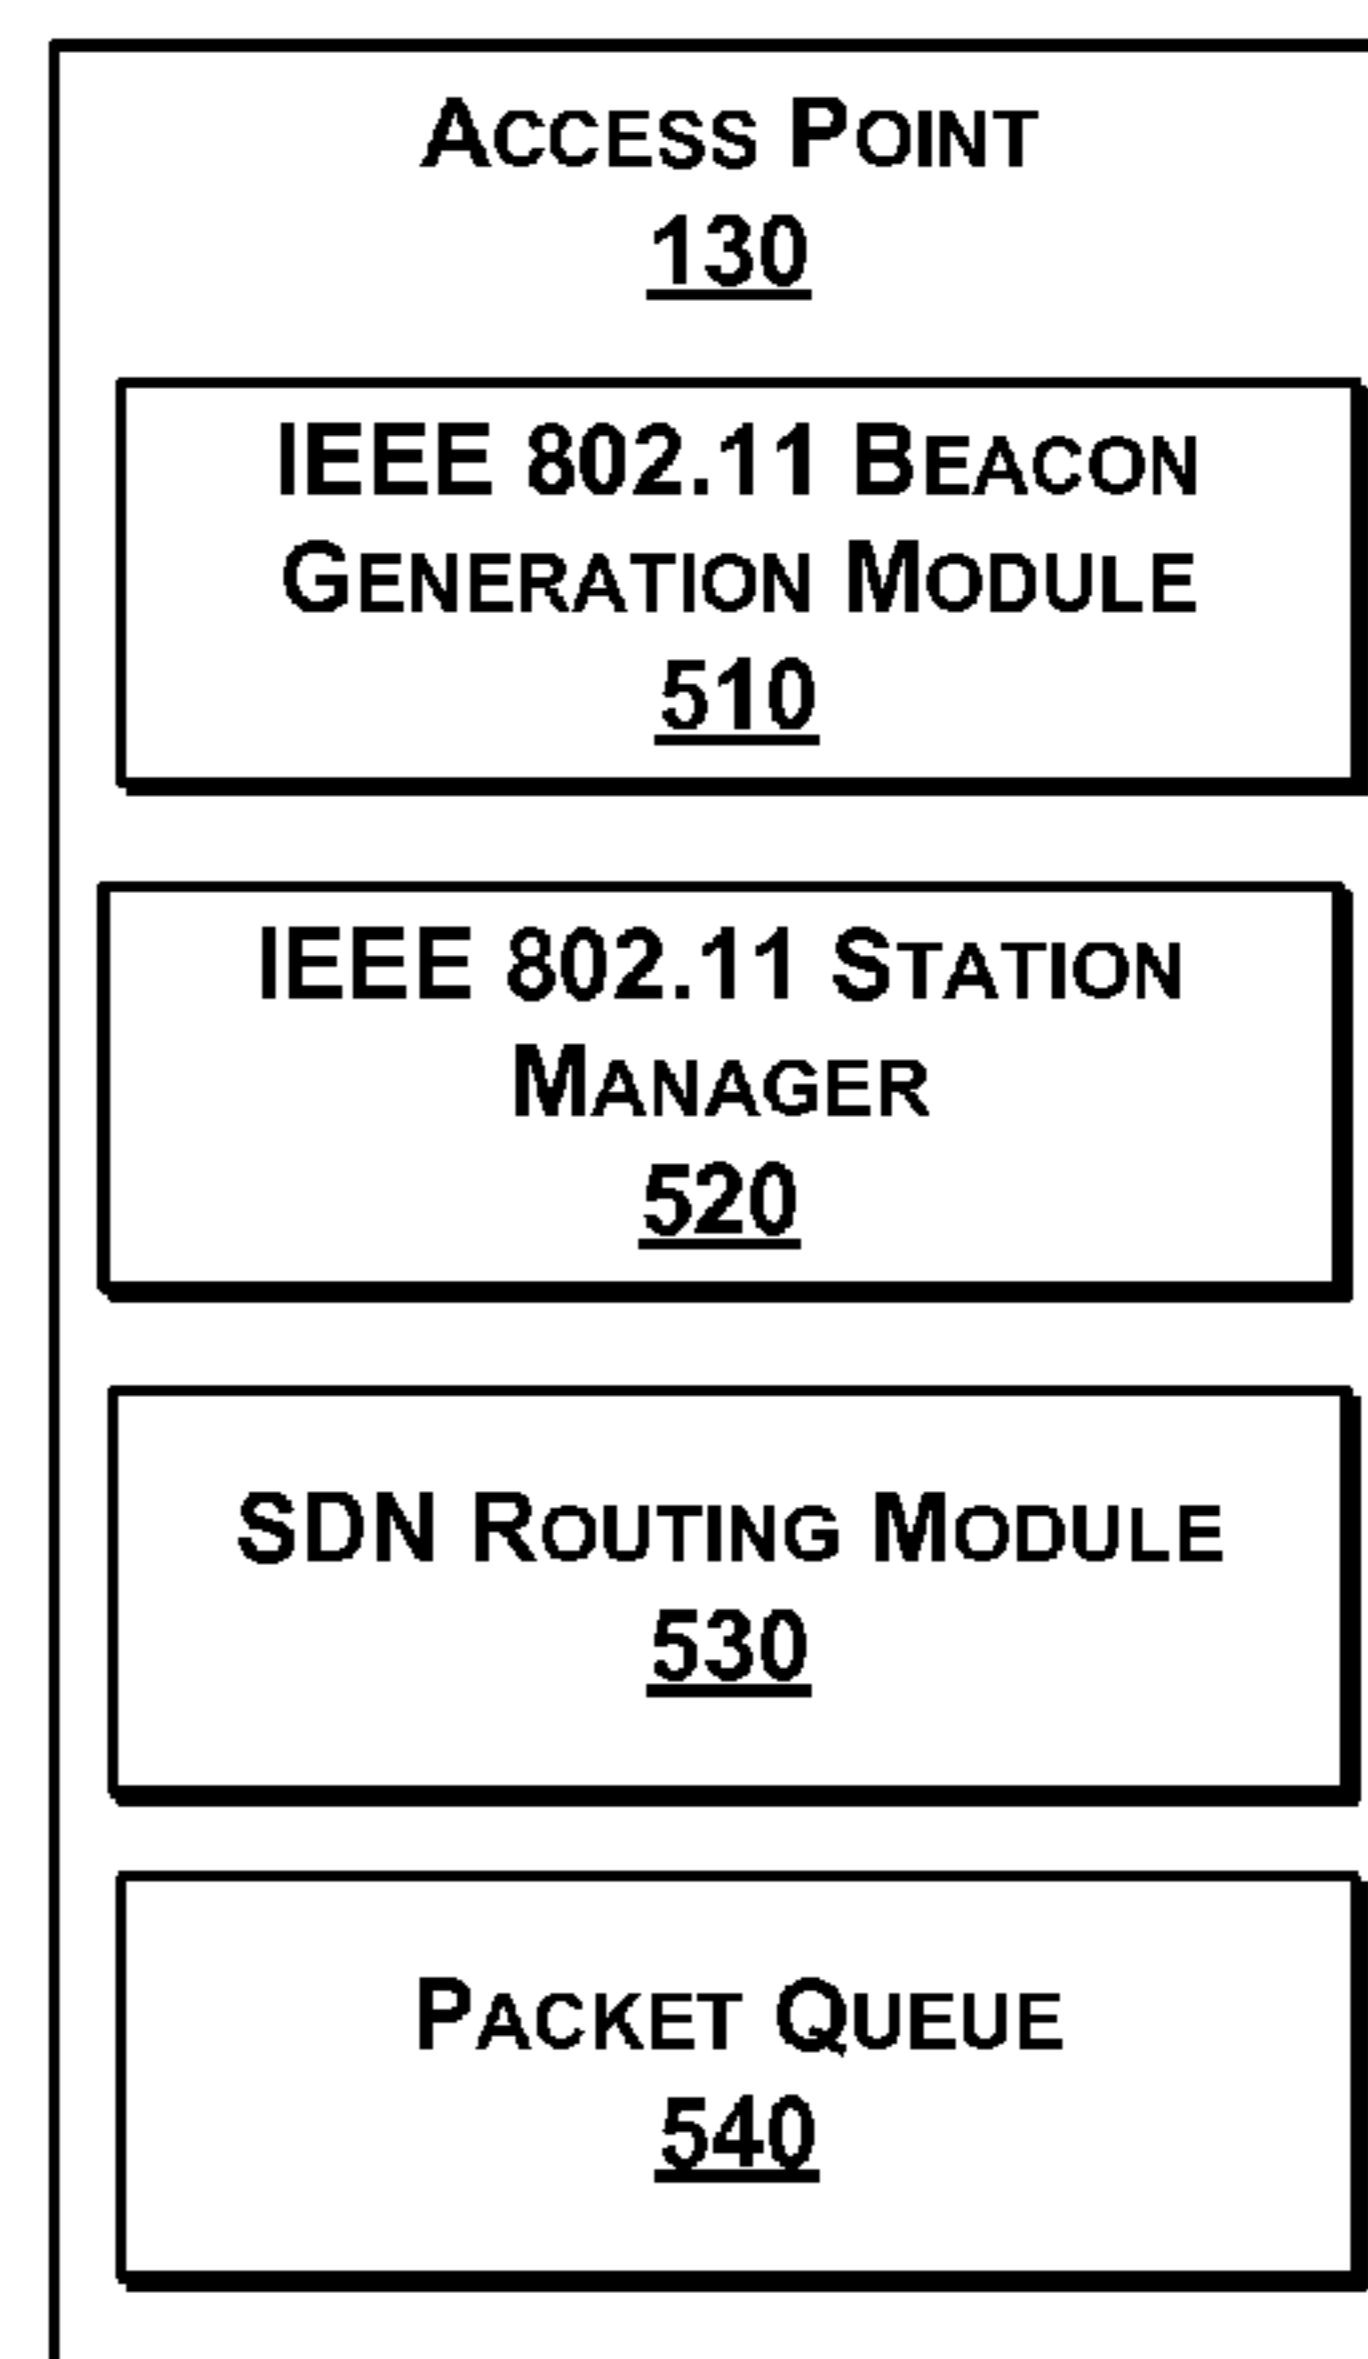 ACCESS POINT
130
IEEE 802.11 BEACON
GENERATION MODULE
510
IEEE 802.11 STATION
MANAGER
520
SDN ROUTING MODULE
530
PACKET QUEUE
540